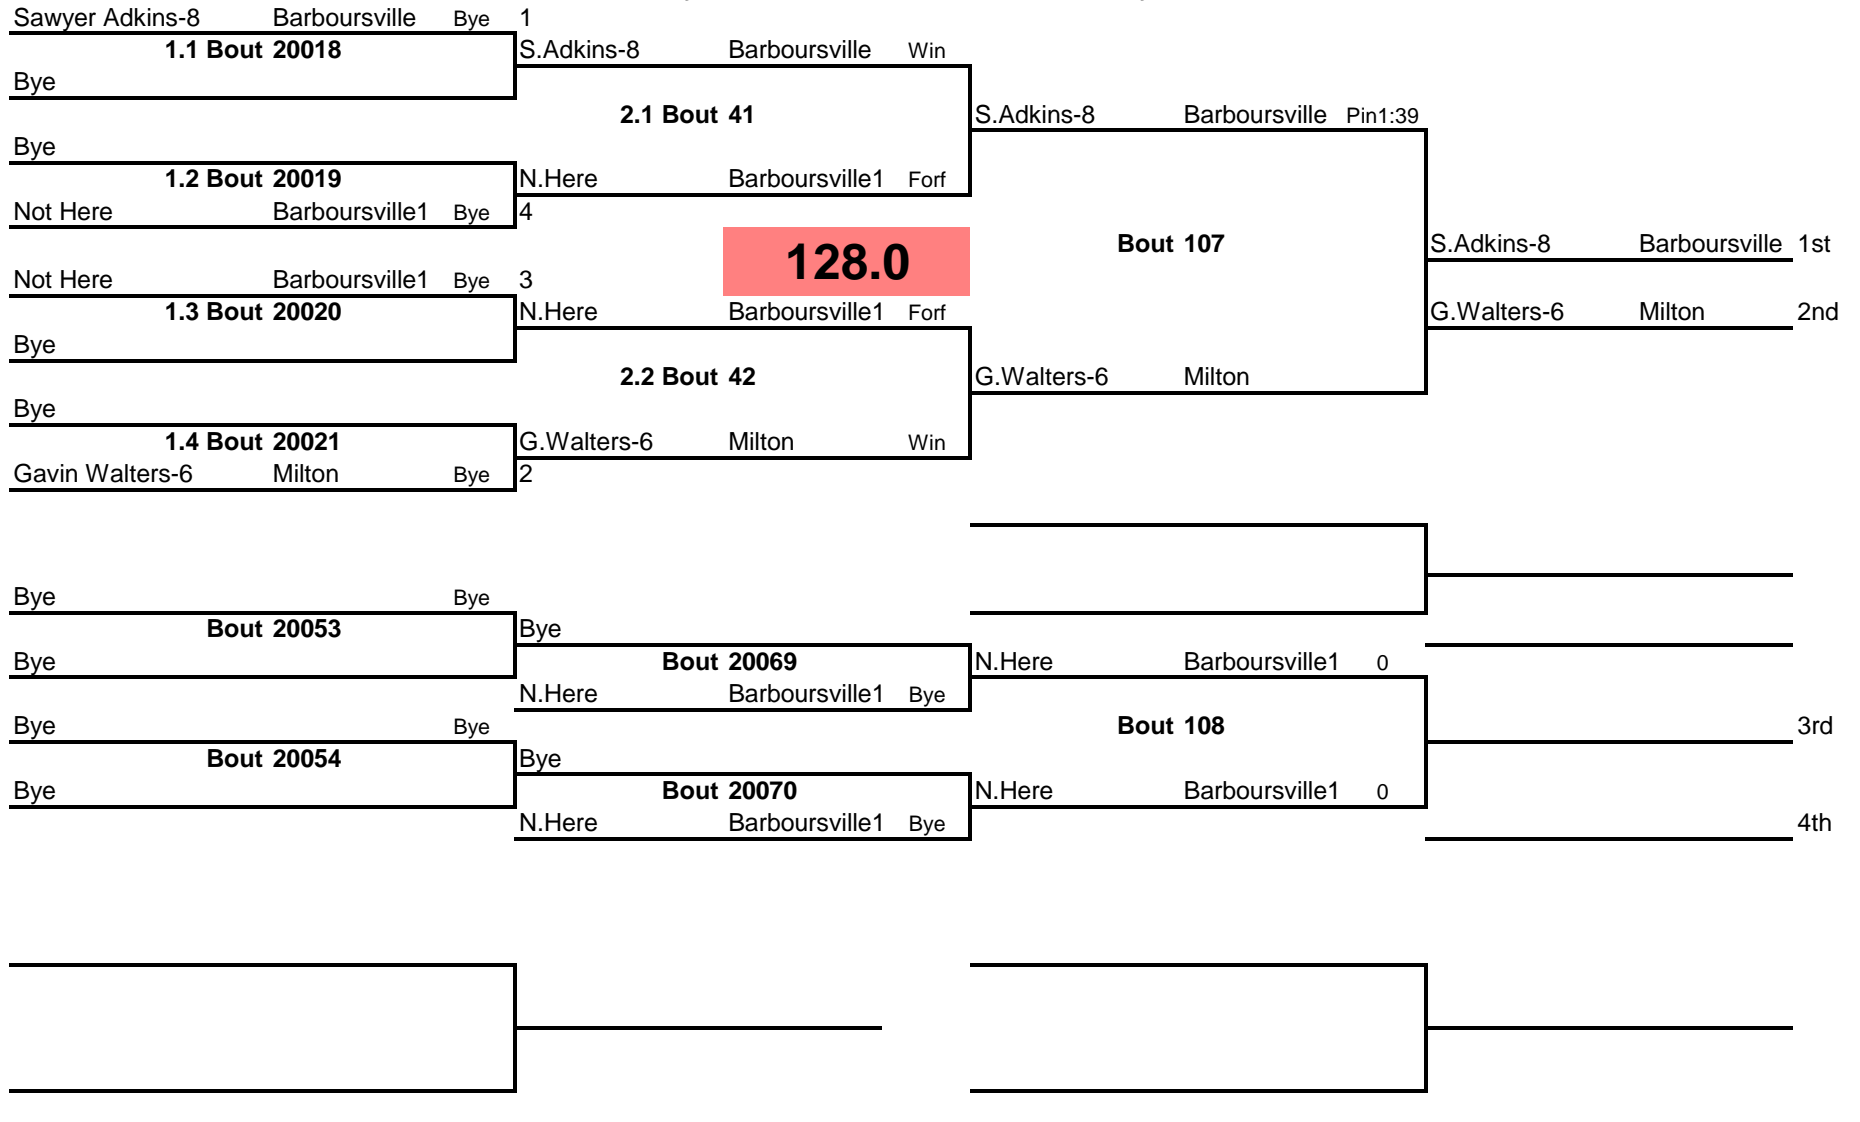 Sawyer Adkins-8 Barboursville Bye 1
1.1 Bout 20018 S.Adkins-8 Barboursville Win
Bye
2.1 Bout 41 S.Adkins-8 Barboursville Pin1:39
Bye
1.2 Bout 20019 N.Here Barboursville1 Forf
Not Here Barboursville1 Bye 4
128.0 Bout 107 S.Adkins-8 Barboursville 1st
Not Here Barboursville1 Bye 3
1.3 Bout 20020 N.Here Barboursville1 Forf G.Walters-6 Milton 2nd
Bye
2.2 Bout 42 G.Walters-6 Milton
Bye
1.4 Bout 20021 G.Walters-6 Milton Win
Gavin Walters-6 Milton Bye 2
Bye Bye
Bout 20053 Bye
Bye Bout 20069 N.Here Barboursville1 0
N.Here Barboursville1 Bye
Bye Bye Bout 108 3rd
Bout 20054 Bye
Bye Bout 20070 N.Here Barboursville1 0
N.Here Barboursville1 Bye 4th